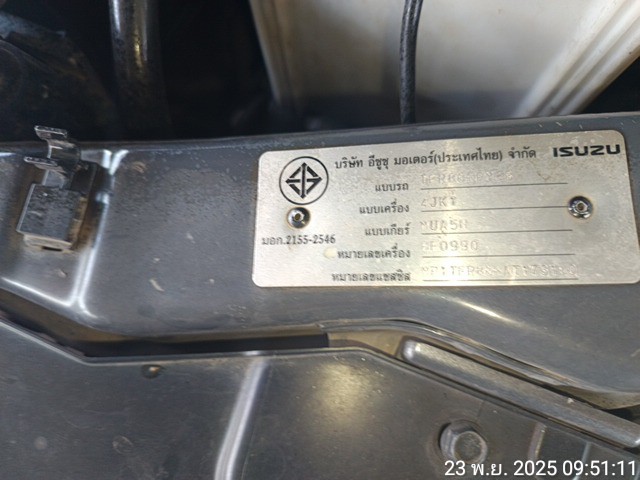 บริษัท อีซูซุ มอเตอร์(ประเทศไทย) จำกัด ISUZU
แบบรถ
แบบเครื่อง 4JK1
แบบเกียร์ MUA5H
มอก.2155-2546
หมายเลขเครื่อง
หมายเลขแชสซิส
23 พ.ย. 2025 09:51:11